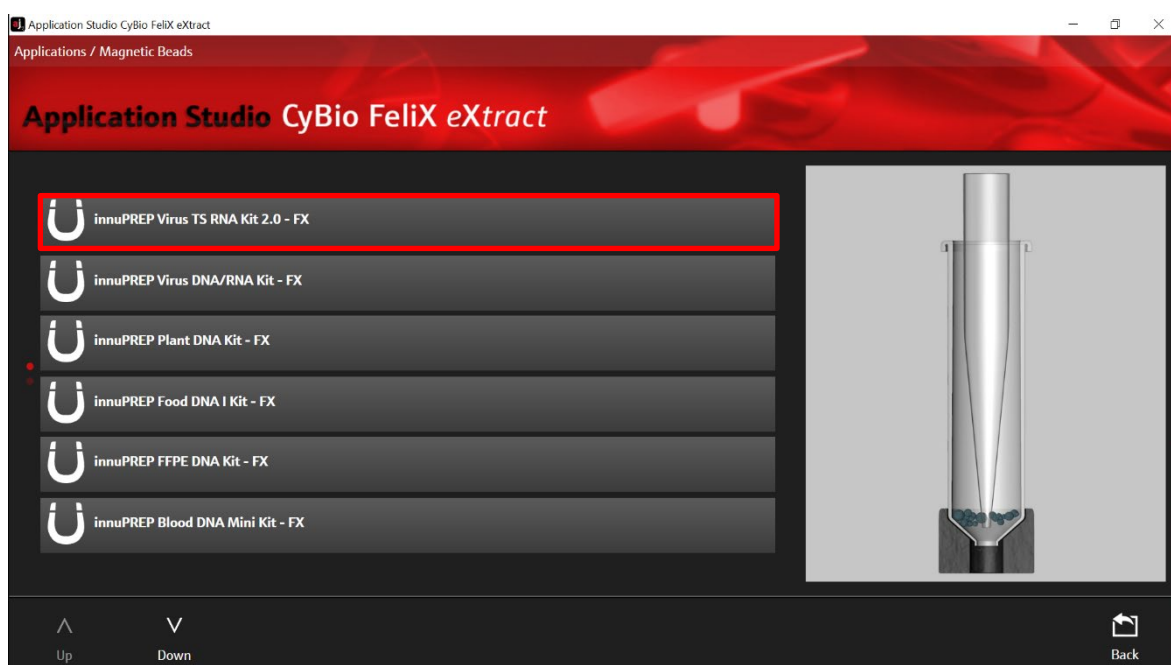 Application Studio CyBio FeliX eXtract
Applications / Magnetic Beads
Application Studio CyBio FeliX eXtract
innuPREP Virus TS RNA Kit 2.0 - FX
innuPREP Virus DNA/RNA Kit - FX
innuPREP Plant DNA Kit - FX
innuPREP Food DNA I Kit - FX
innuPREP FFPE DNA Kit - FX
innuPREP Blood DNA Mini Kit - FX
Up Down Back